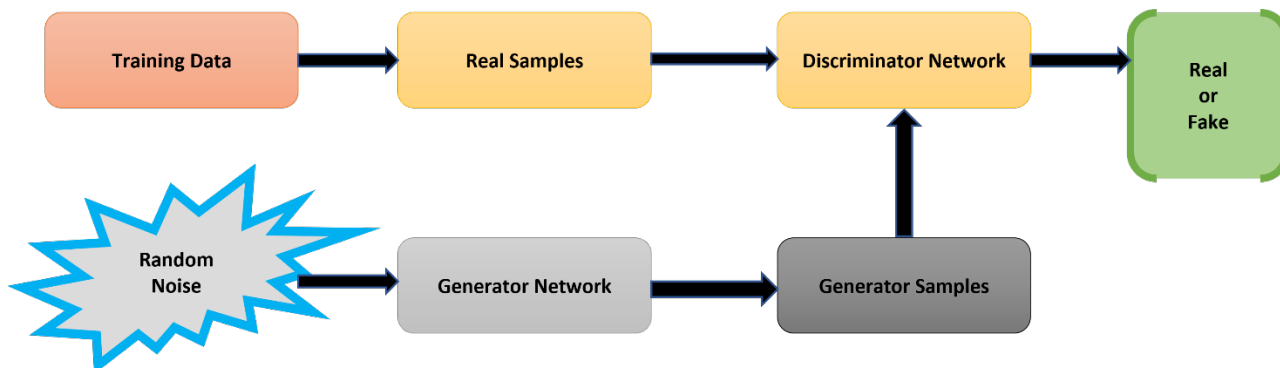 Training Data
Real Samples
Discriminator Network
Real
or
Fake
Random
Noise
Generator Network
Generator Samples